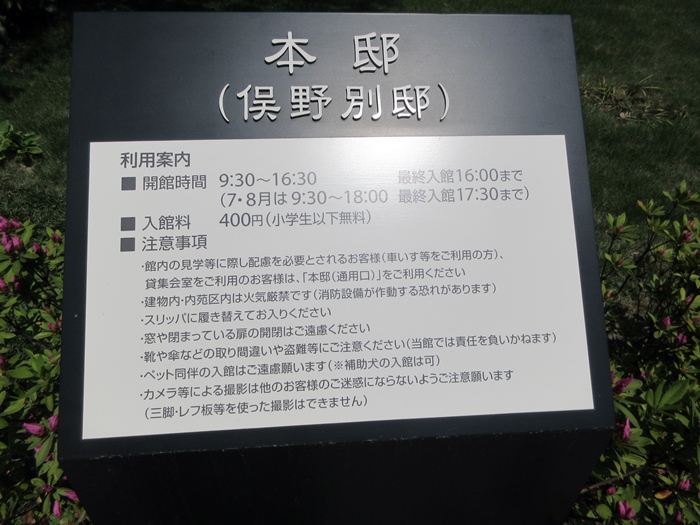 本邸
(俣野別邸)
利用案内
■ 開館時間 9:30～16:30 最終入館16:00まで
(7・8月は 9:30～18:00 最終入館17:30まで)
■ 入館料 400円(小学生以下無料)
■ 注意事項
・館内の見学等に際し配慮を必要とされるお客様(車いす等をご利用の方)、
貸集会室をご利用のお客様は、「本邸(通用口)」をご利用ください
・建物内・内苑区内は火気厳禁です(消防設備が作動する恐れがあります)
・スリッパに履き替えてお入りください
・窓や閉まっている扉の開閉はご遠慮ください
・靴や傘などの取り間違いや盗難等にご注意ください(当館では責任を負いかねます)
・ペット同伴の入館はご遠慮願います(※補助犬の入館は可)
・カメラ等による撮影は他のお客様のご迷惑にならないようご注意願います
(三脚・レフ板等を使った撮影はできません)